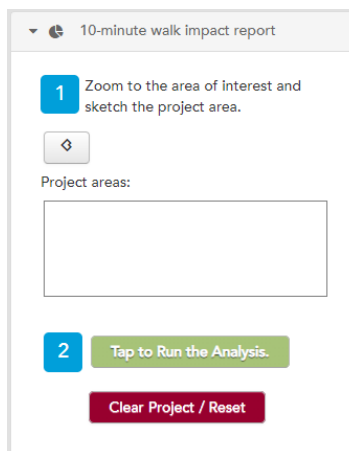 10-minute walk impact report
1
Zoom to the area of interest and
sketch the project area.
Project areas:
2
Tap to Run the Analysis.
Clear Project / Reset